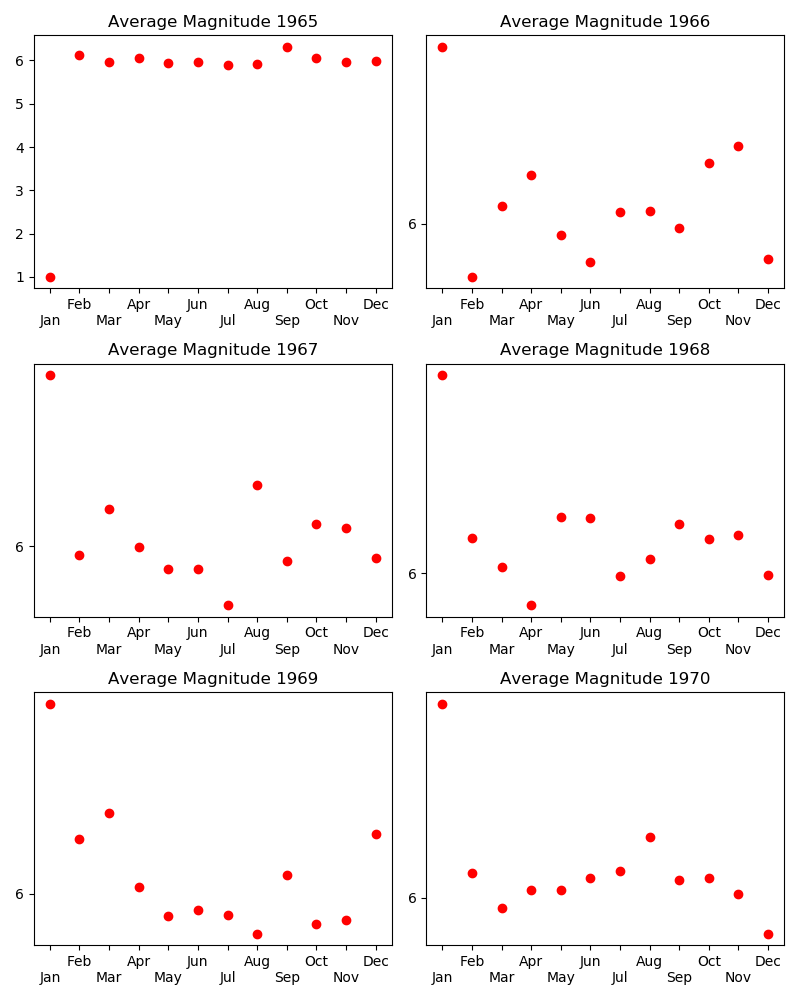 Average Magnitude 1965
6
5
4
3
2
1
Feb Apr Jun Aug Oct Dec
Jan Mar May Jul Sep Nov
Average Magnitude 1966
6
Feb Apr Jun Aug Oct Dec
Jan Mar May Jul Sep Nov
Average Magnitude 1967
6
Feb Apr Jun Aug Oct Dec
Jan Mar May Jul Sep Nov
Average Magnitude 1968
6
Feb Apr Jun Aug Oct Dec
Jan Mar May Jul Sep Nov
Average Magnitude 1969
6
Feb Apr Jun Aug Oct Dec
Jan Mar May Jul Sep Nov
Average Magnitude 1970
6
Feb Apr Jun Aug Oct Dec
Jan Mar May Jul Sep Nov